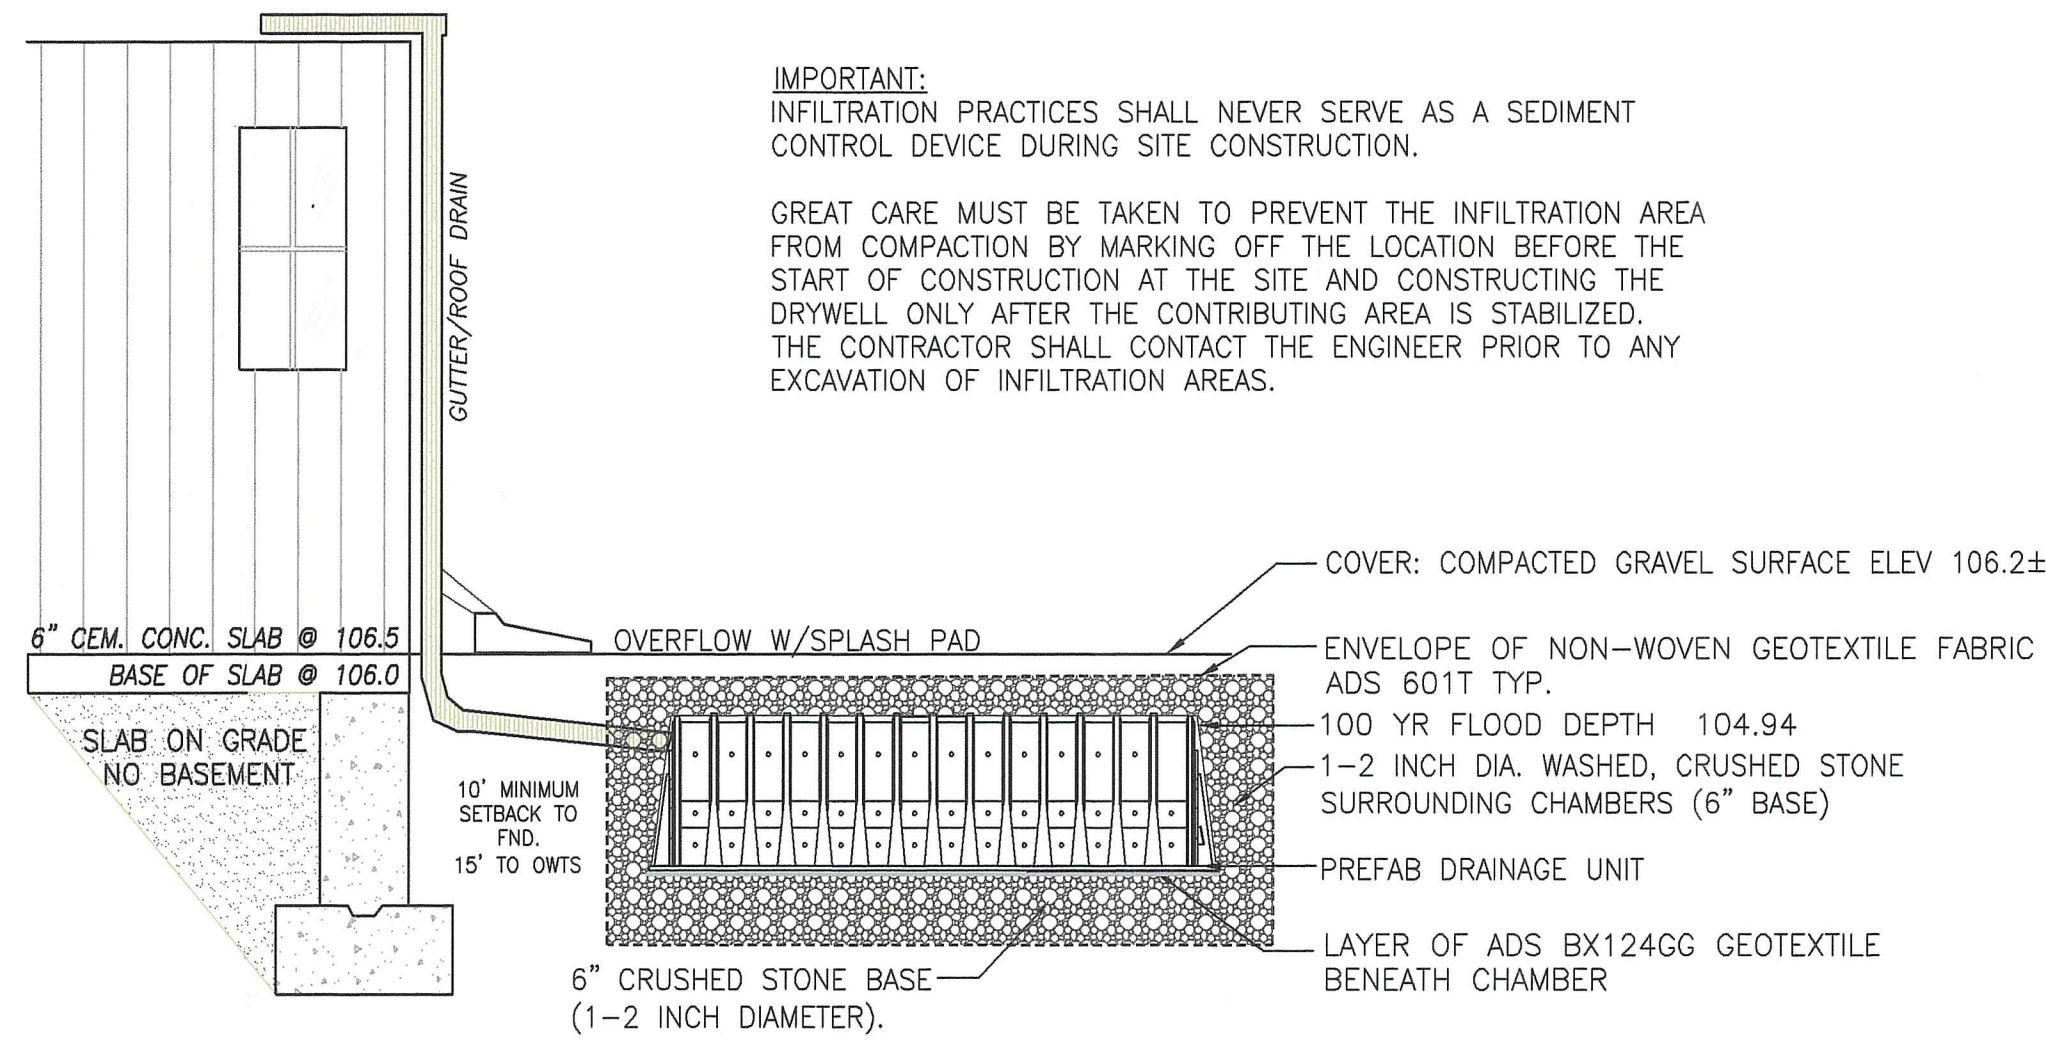 IMPORTANT:
INFILTRATION PRACTICES SHALL NEVER SERVE AS A SEDIMENT
CONTROL DEVICE DURING SITE CONSTRUCTION.
GREAT CARE MUST BE TAKEN TO PREVENT THE INFILTRATION AREA
FROM COMPACTION BY MARKING OFF THE LOCATION BEFORE THE
START OF CONSTRUCTION AT THE SITE AND CONSTRUCTING THE
DRYWELL ONLY AFTER THE CONTRIBUTING AREA IS STABILIZED.
THE CONTRACTOR SHALL CONTACT THE ENGINEER PRIOR TO ANY
EXCAVATION OF INFILTRATION AREAS.
GUTTER/ROOF DRAIN
6" CEM. CONC. SLAB @ 106.5
BASE OF SLAB @ 106.0
SLAB ON GRADE
NO BASEMENT
OVERFLOW W/SPLASH PAD
10' MINIMUM
SETBACK TO
FND.
15' TO OWTS
COVER: COMPACTED GRAVEL SURFACE ELEV 106.2±
ENVELOPE OF NON-WOVEN GEOTEXTILE FABRIC
ADS 601T TYP.
100 YR FLOOD DEPTH 104.94
1-2 INCH DIA. WASHED, CRUSHED STONE
SURROUNDING CHAMBERS (6" BASE)
PREFAB DRAINAGE UNIT
LAYER OF ADS BX124GG GEOTEXTILE
BENEATH CHAMBER
6" CRUSHED STONE BASE
(1-2 INCH DIAMETER).